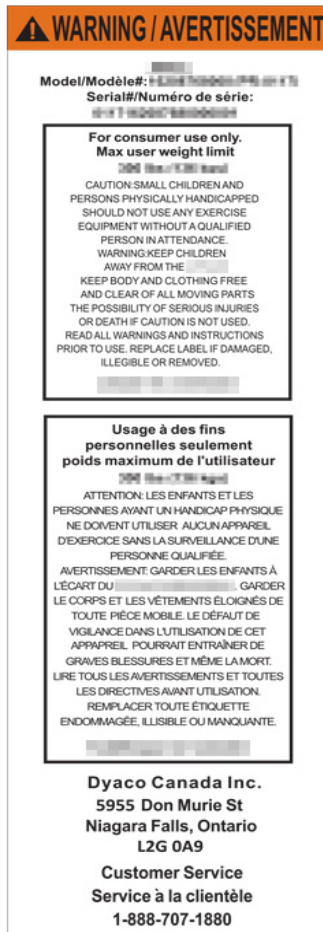 WARNING / AVERTISSEMENT
Model/Modèle#:
Serial#/Numéro de série:
For consumer use only.
Max user weight limit
CAUTION:SMALL CHILDREN AND
PERSONS PHYSICALLY HANDICAPPED
SHOULD NOT USE ANY EXERCISE
EQUIPMENT WITHOUT A QUALIFIED
PERSON IN ATTENDANCE.
WARNING:KEEP CHILDREN
AWAY FROM THE
KEEP BODY AND CLOTHING FREE
AND CLEAR OF ALL MOVING PARTS
THE POSSIBILITY OF SERIOUS INJURIES
OR DEATH IF CAUTION IS NOT USED.
READ ALL WARNINGS AND INSTRUCTIONS
PRIOR TO USE. REPLACE LABEL IF DAMAGED,
ILLEGIBLE OR REMOVED.
Usage à des fins
personnelles seulement
poids maximum de l'utilisateur
ATTENTION: LES ENFANTS ET LES
PERSONNES AYANT UN HANDICAP PHYSIQUE
NE DOIVENT UTILISER AUCUN APPAREIL
D'EXERCICE SANS LA SURVEILLANCE D'UNE
PERSONNE QUALIFIÉE.
AVERTISSEMENT: GARDER LES ENFANTS À
L'ÉCART DU . GARDER
LE CORPS ET LES VÊTEMENTS ÉLOIGNÉS DE
TOUTE PIÈCE MOBILE. LE DÉFAUT DE
VIGILANCE DANS L'UTILISATION DE CET
APPAPREIL POURRAIT ENTRAÎNER DE
GRAVES BLESSURES ET MÊME LA MORT.
LIRE TOUS LES AVERTISSEMENTS ET TOUTES
LES DIRECTIVES AVANT UTILISATION.
REMPLACER TOUTE ÉTIQUETTE
ENDOMMAGÉE, ILLISIBLE OU MANQUANTE.
Dyaco Canada Inc.
5955 Don Murie St
Niagara Falls, Ontario
L2G 0A9
Customer Service
Service à la clientèle
1-888-707-1880